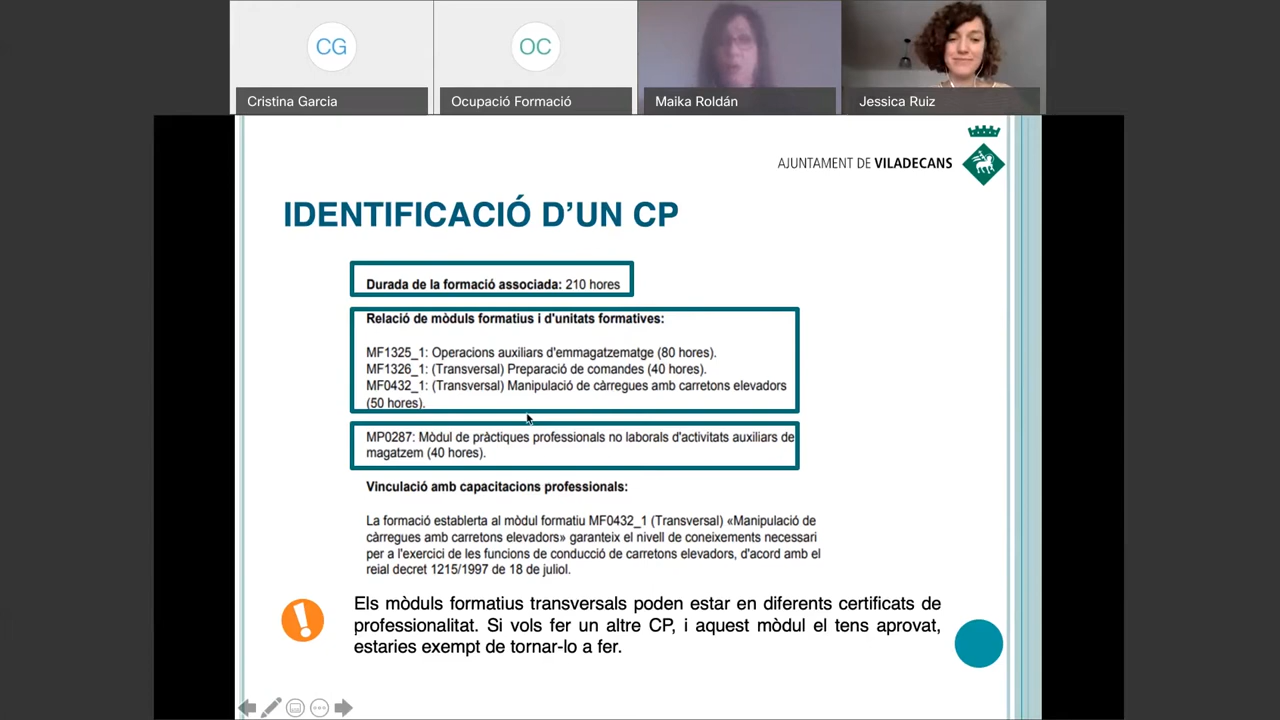 CG
OC
Cristina Garcia
Ocupació Formació
Maika Roldán
Jessica Ruiz
AJUNTAMENT DE VILADECANS
IDENTIFICACIÓ D’UN CP
Durada de la formació associada: 210 hores
Relació de mòduls formatius i d'unitats formatives:
MF1325_1: Operacions auxiliars d'emmagatzematge (80 hores).
MF1326_1: (Transversal) Preparació de comandes (40 hores).
MF0432_1: (Transversal) Manipulació de càrregues amb carretons elevadors
(50 hores).
MP0287: Mòdul de pràctiques professionals no laborals d'activitats auxiliars de
magatzem (40 hores).
Vinculació amb capacitacions professionals:
La formació establerta al mòdul formatiu MF0432_1 (Transversal) «Manipulació de
càrregues amb carretons elevadors» garanteix el nivell de coneixements necessari
per a l'exercici de les funcions de conducció de carretons elevadors, d'acord amb el
reial decret 1215/1997 de 18 de juliol.
Els mòduls formatius transversals poden estar en diferents certificats de
professionalitat. Si vols fer un altre CP, i aquest mòdul el tens aprovat,
estaries exempt de tornar-lo a fer.